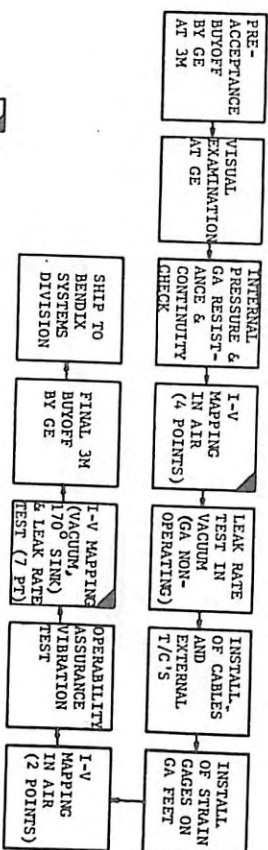 PRE-
ACCEPTANCE
BUYOFF
BY GE
AT 3M
VISUAL
EXAMINATION
AT GE
INTERNAL
PRESSURE &
GA RESIST-
ANCE &
CONTINUITY
CHECK
I-V
MAPPING
IN AIR
(4 POINTS)
LEAK RATE
TEST IN
VACUUM
(GA NON-
OPERATING)
INSTALL.
OF CABLES
AND
EXTERNAL
T/C'S
INSTALL
OF STRAIN
GAGES ON
GA FEET
I-V
MAPPING
IN AIR
(2 POINTS)
OPERABILITY
ASSURANCE
VIBRATION
TEST
I-V MAPPING
(VACUUM,
170° SINK)
& LEAK RATE
TEST (7 PT)
FINAL 3M
BUYOFF
BY GE
SHIP TO
BENDIX
SYSTEMS
DIVISION